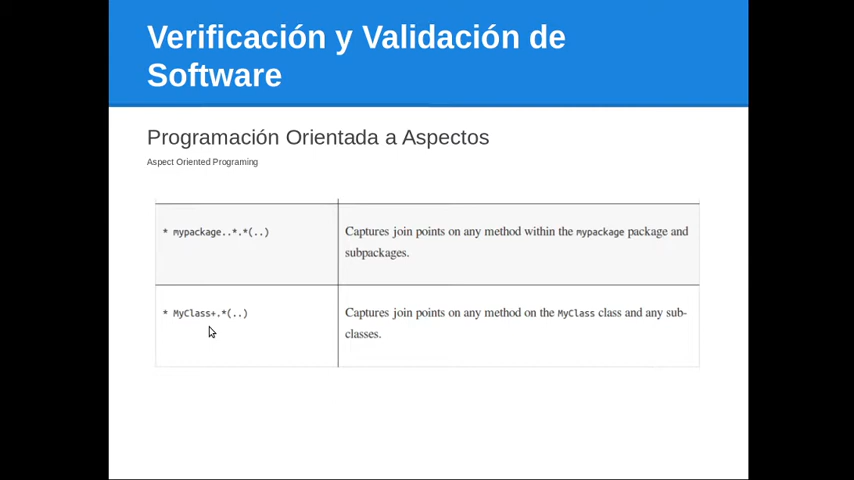 Verificación y Validación de
Software
Programación Orientada a Aspectos
Aspect Oriented Programing
* mypackage..*.*(..)
Captures join points on any method within the mypackage package and
subpackages.
* MyClass+.*(..)
Captures join points on any method on the MyClass class and any sub-
classes.